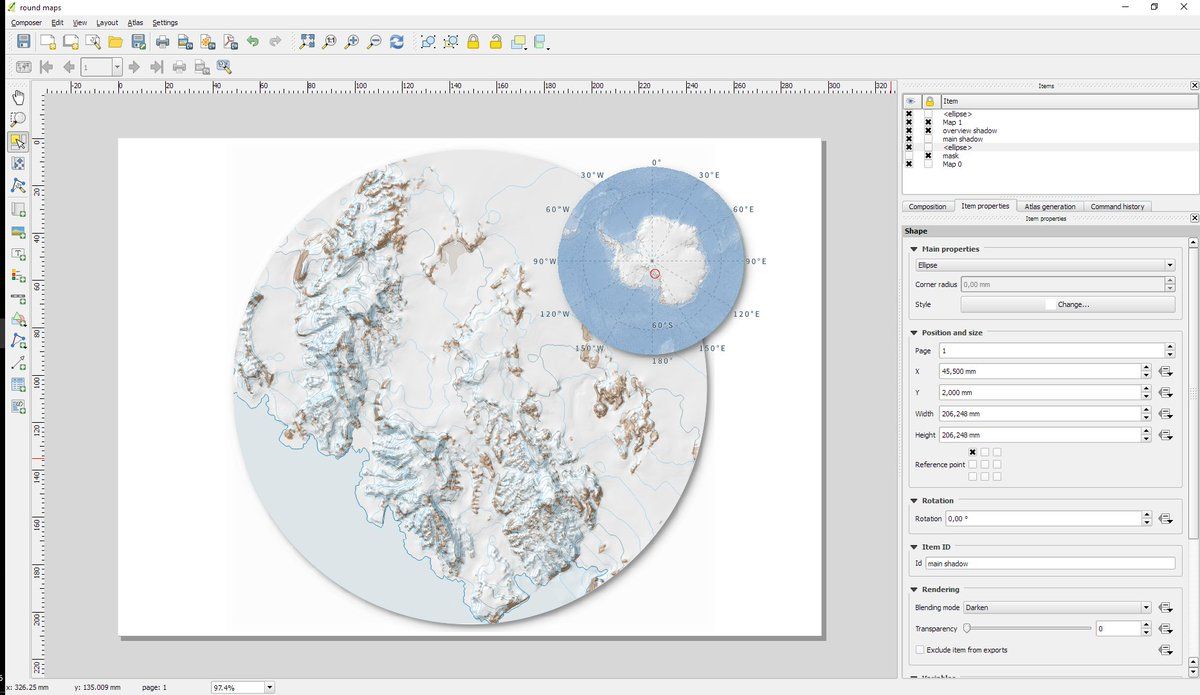 round maps
Composer Edit View Layout Atlas Settings
1
-20 0 20 40 60 80 100 120 140 160 180 200 220 240 260 280 300 320
0
20
40
60
80
100
120
140
160
180
200
220
0°
30°W 30°E
60°W 60°E
90°W 90°E
120°W 120°E
60°S
150°W 150°E
180°
Items
Item
<ellipse>
Map 1
overview shadow
main shadow
<ellipse>
mask
Map 0
Composition Item properties Atlas generation Command history
Item properties
Shape
Main properties
Ellipse
Corner radius 0,00 mm
Style Change...
Position and size
Page 1
X 45,500 mm
Y 2,000 mm
Width 206,248 mm
Height 206,248 mm
Reference point
Rotation
Rotation 0,00 °
Item ID
Id main shadow
Rendering
Blending mode Darken
Transparency 0
Exclude item from exports
x: 326.25 mm y: 135.009 mm page: 1 97.4%